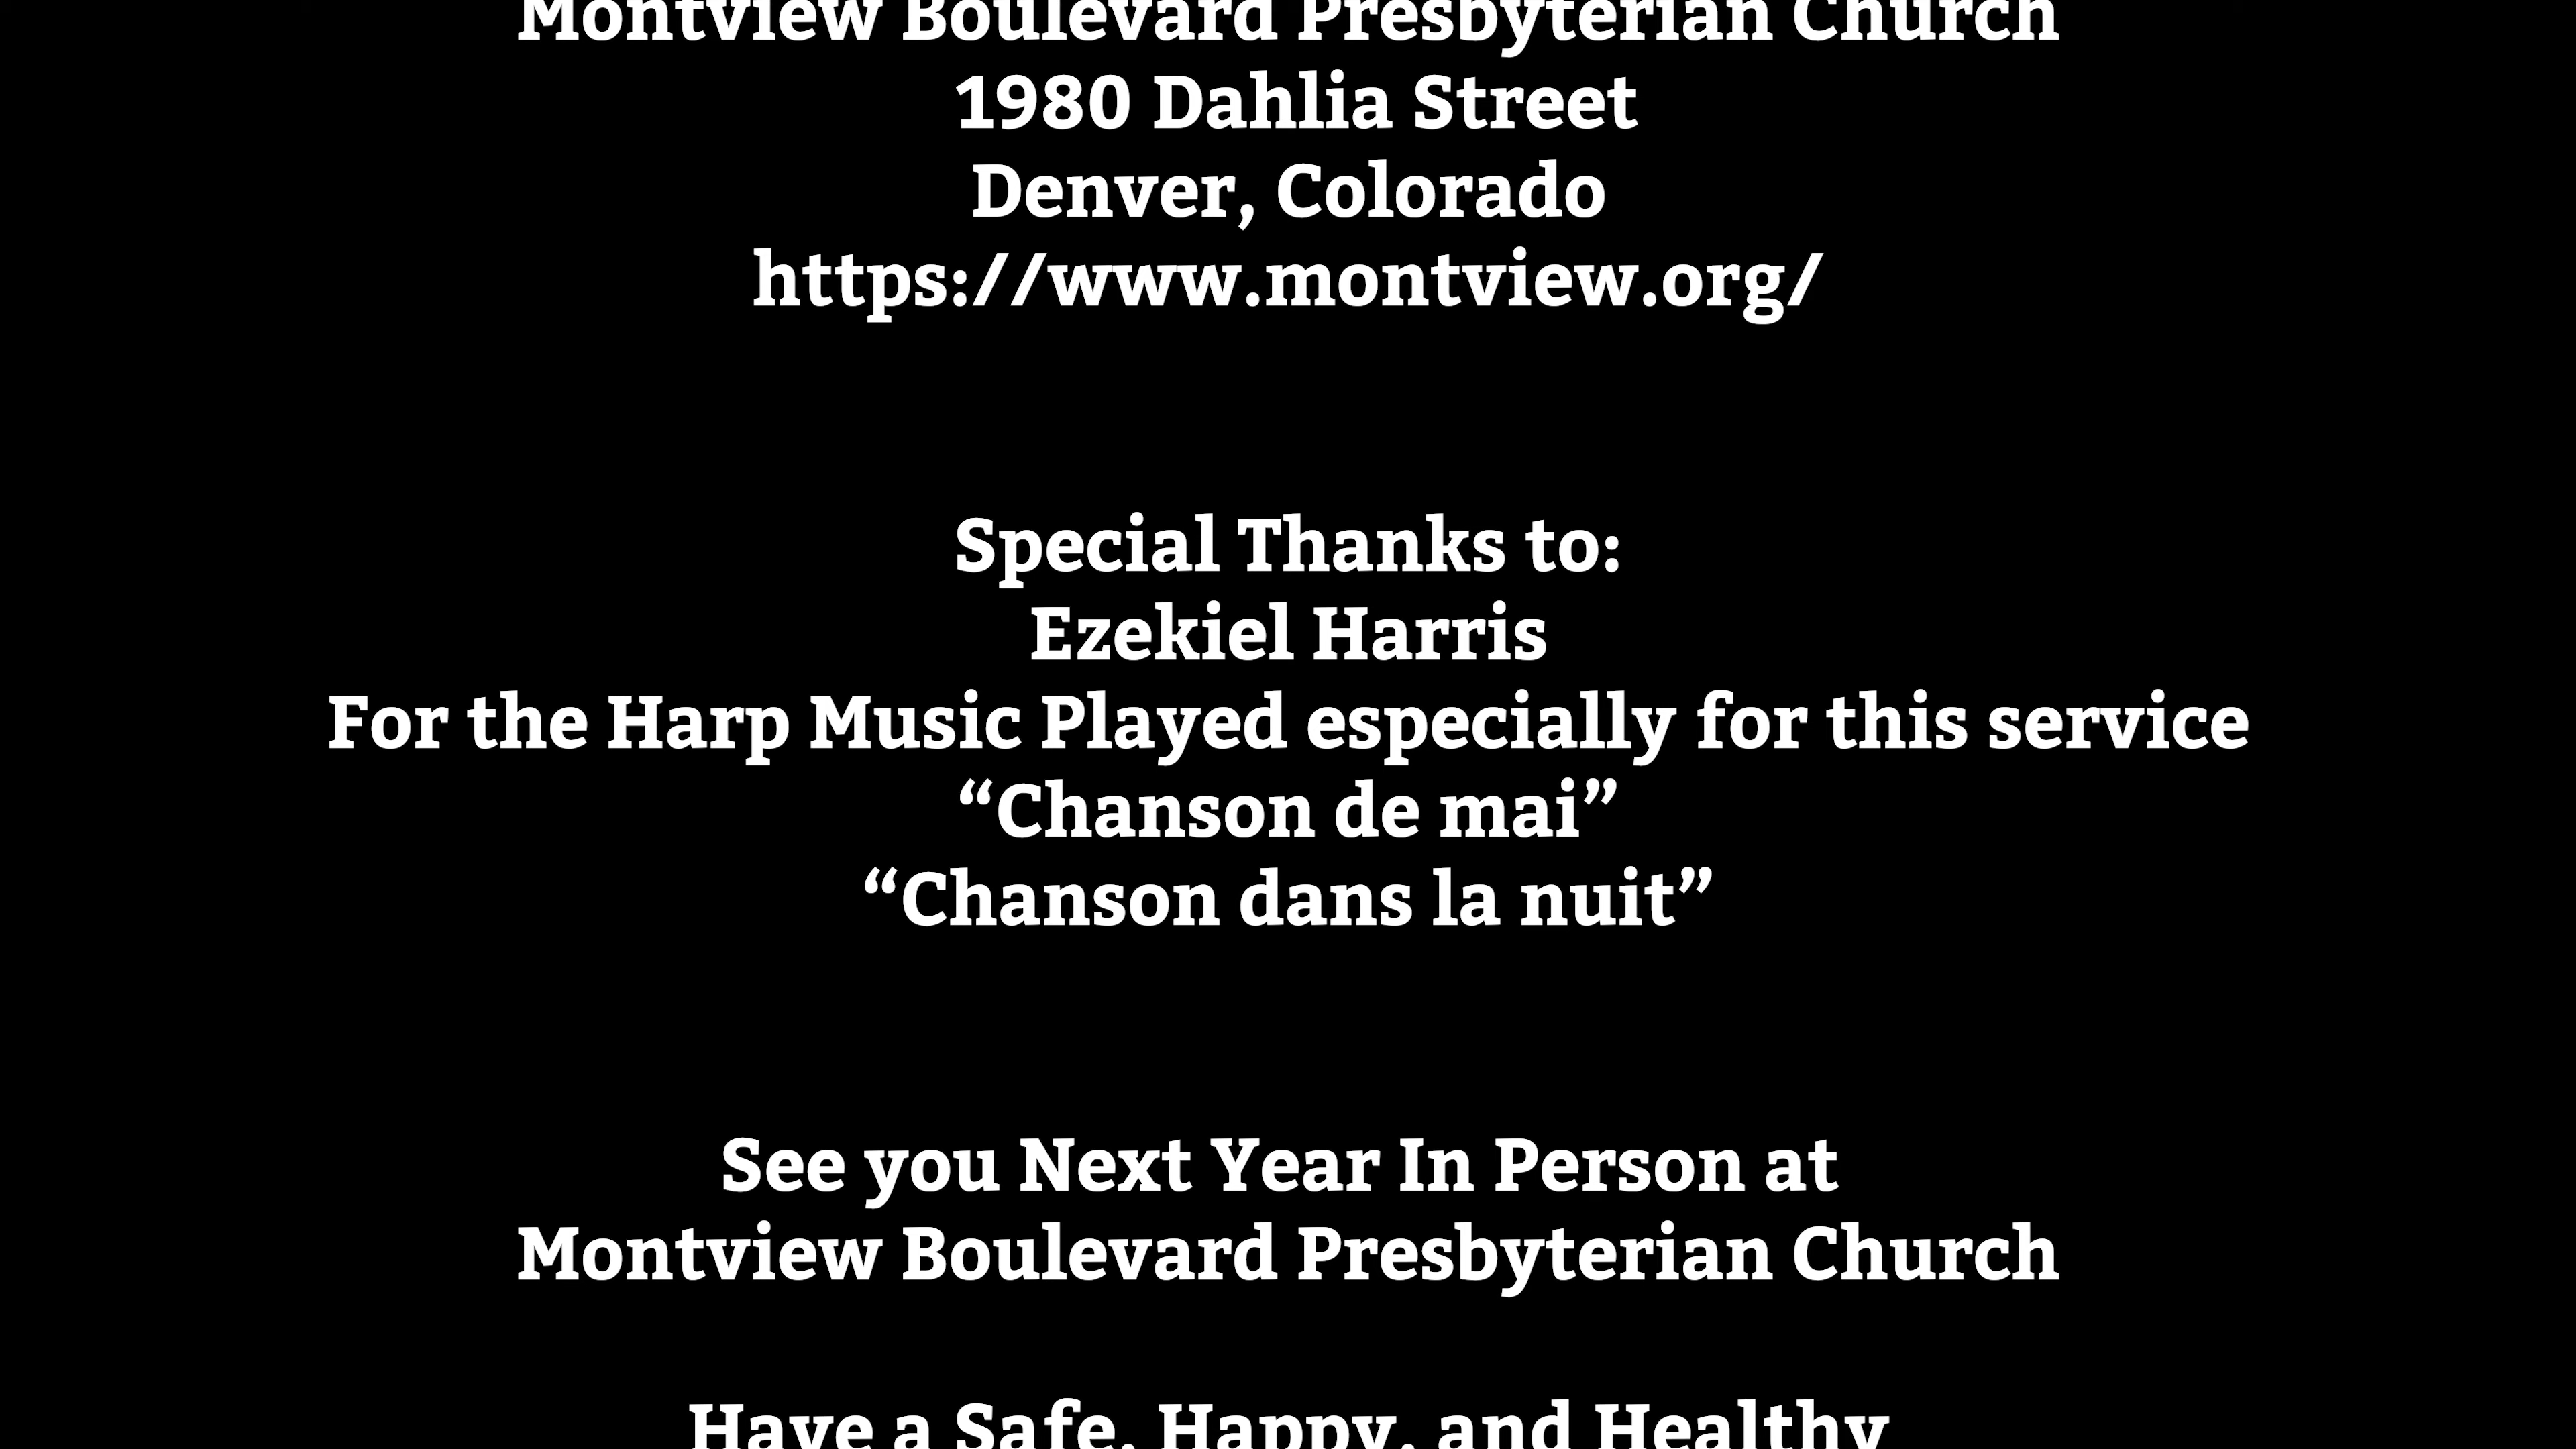 Montview Boulevard Presbyterian Church
1980 Dahlia Street
Denver, Colorado
https://www.montview.org/
Special Thanks to:
Ezekiel Harris
For the Harp Music Played especially for this service
“Chanson de mai”
“Chanson dans la nuit”
See you Next Year In Person at
Montview Boulevard Presbyterian Church
Have a Safe, Happy, and Healthy